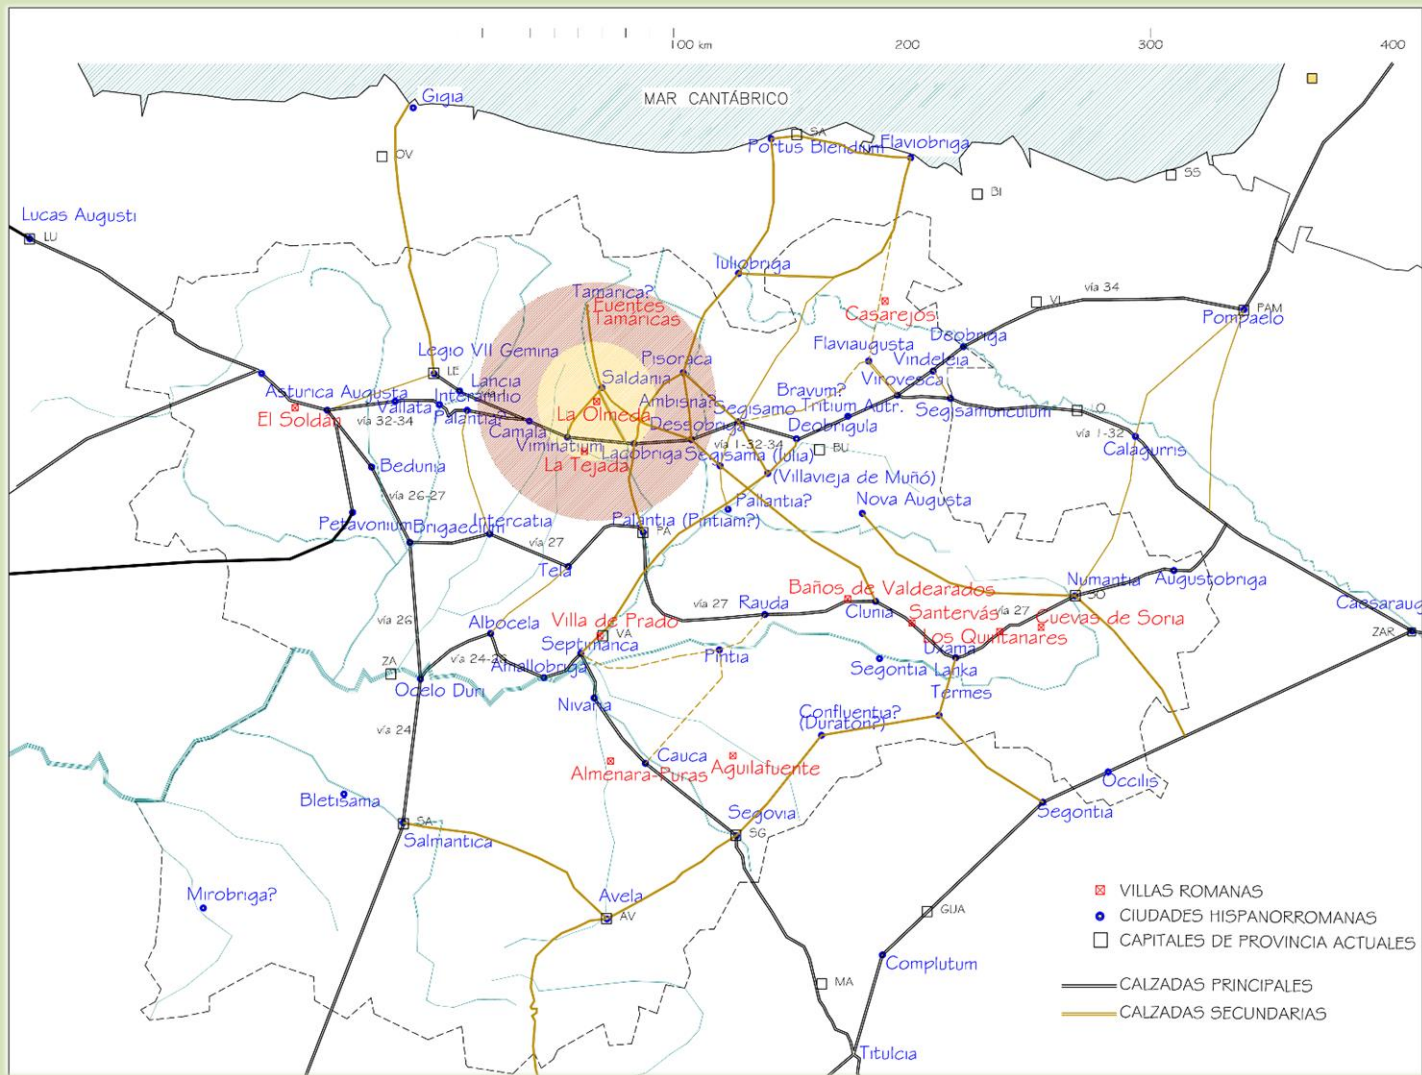 100 km
200
300
400
MAR CANTÁBRICO
Gigia
OV
SA
Portus Blendium
Flaviobriga
BI
SS
Lucas Augusti
LU
Iuliobriga
Tamarica?
Fuentes
Tamáricas
Casarejos
VI
vía 34
PAM
Pompaelo
Deobriga
Flaviaugusta
Vindeleia
Legio VII Gemina
LE
Pisoraca
Lancia
Saldania
Virovesca
Asturica Augusta
Interamnio
Bravum?
Vallata
Palantia?
La Olmeda
Ambisna?
Segisamo
Tritium Autr.
Segisamunculum
LO
El Soldán
vía 32-34
Camala
Viminatium
Dessobriga
Deobrigula
vía 1-32
Lacobriga
vía 1-32-34
BU
Calagurris
Segisama (Iulia)
La Tejada
Bedunia
(Villavieja de Muñó)
vía 26-27
Pallantia?
Nova Augusta
Petavonium
Brigaecium
Intercatia
Palantia (Pintiam?)
PA
vía 27
Tela
Baños de Valdearados
Numantia
Augustobriga
SO
Rauda
Clunia
vía 27
Santervás
vía 27
Cuevas de Soria
Caesaraug
ZAR
Los Quintanares
Villa de Prado
VA
Albocela
vía 26
Septimanca
Uxama
vía 24-26
Pintia
ZA
Amallobriga
Segontia Lanka
Ocelo Duri
Termes
Nivaria
Confluentia?
(Duratón?)
vía 24
Cauca
Almenara-Puras
Aguilafuente
Occilis
Bletisama
Segovia
SG
Segontia
SA
Salmantica
Mirobriga?
Avela
AV
GUA
Complutum
MA
Titulcia
VILLAS ROMANAS
CIUDADES HISPANORROMANAS
CAPITALES DE PROVINCIA ACTUALES
CALZADAS PRINCIPALES
CALZADAS SECUNDARIAS